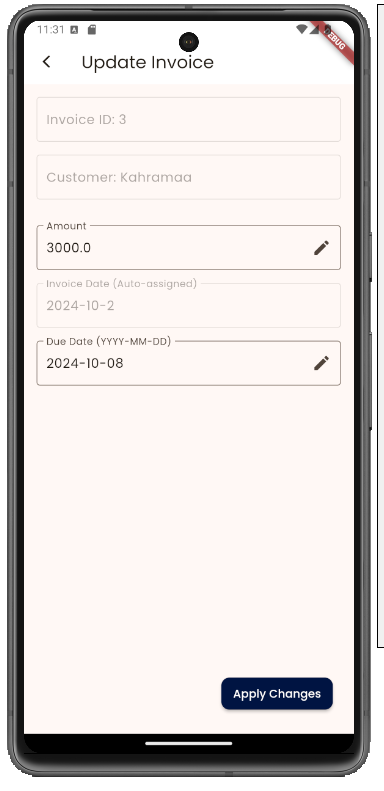 11:31
DEBUG
Update Invoice
Invoice ID: 3
Customer: Kahramaa
Amount
3000.0
Invoice Date (Auto-assigned)
2024-10-2
Due Date (YYYY-MM-DD)
2024-10-08
Apply Changes